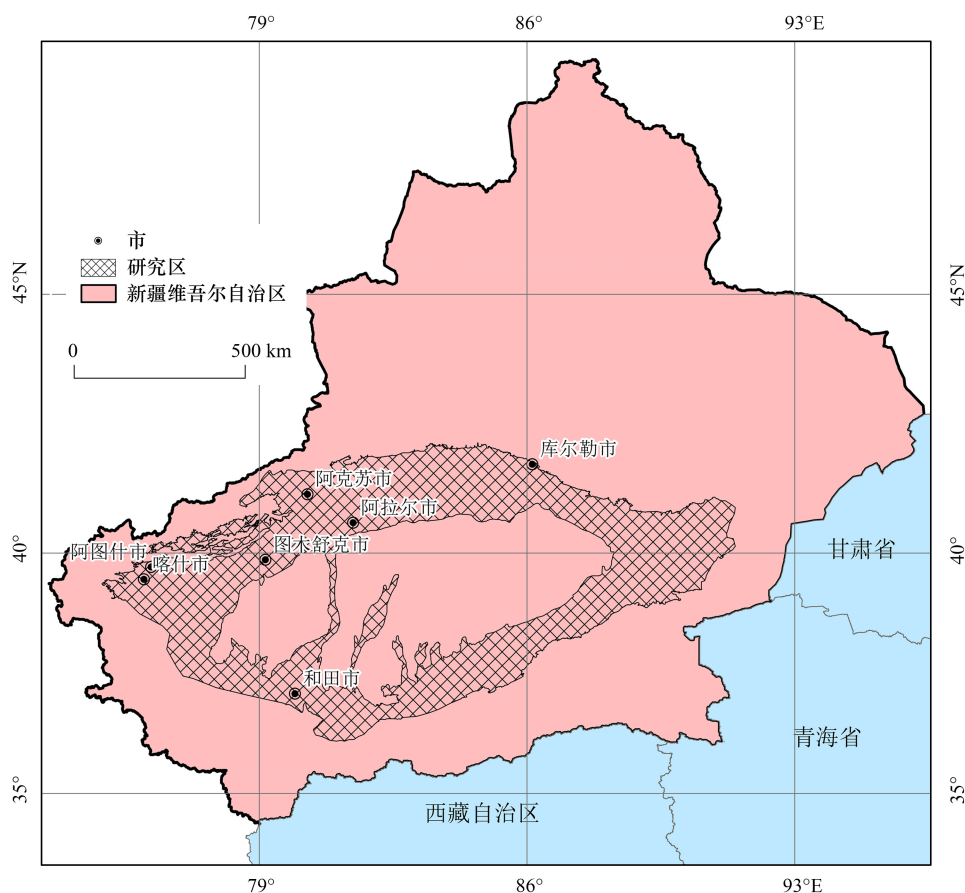 79°
86°
93°E
市
研究区
新疆维吾尔自治区
45°N
45°N
0
500 km
库尔勒市
阿克苏市
阿拉尔市
图木舒克市
阿图什市
喀什市
40°
40°
甘肃省
和田市
青海省
35°
35°
西藏自治区
79°
86°
93°E